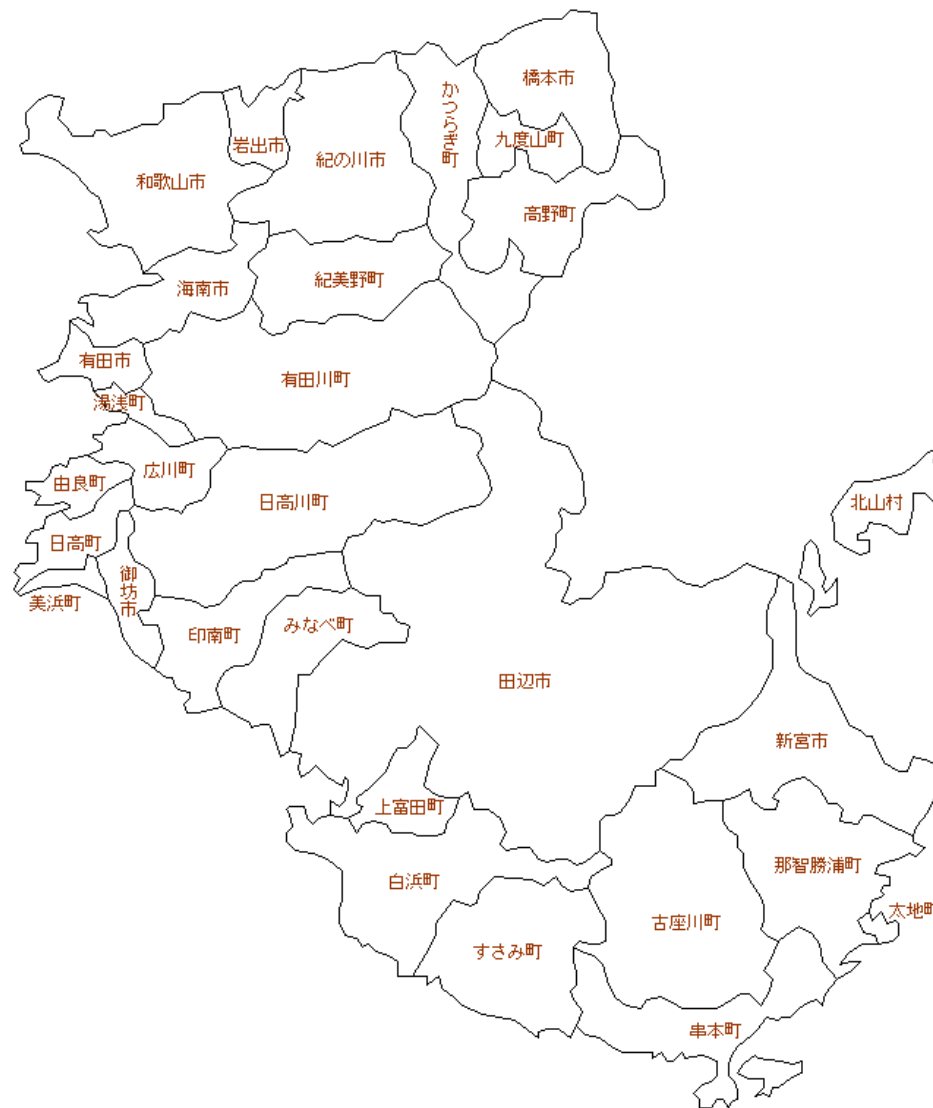 橋本市
かつらぎ町
九度山町
岩出市
紀の川市
和歌山市
高野町
海南市
紀美野町
有田市
有田川町
湯浅町
広川町
由良町
日高川町
北山村
日高町
御坊市
美浜町
印南町
みなべ町
田辺市
新宮市
上富田町
那智勝浦町
白浜町
太地町
古座川町
すさみ町
串本町